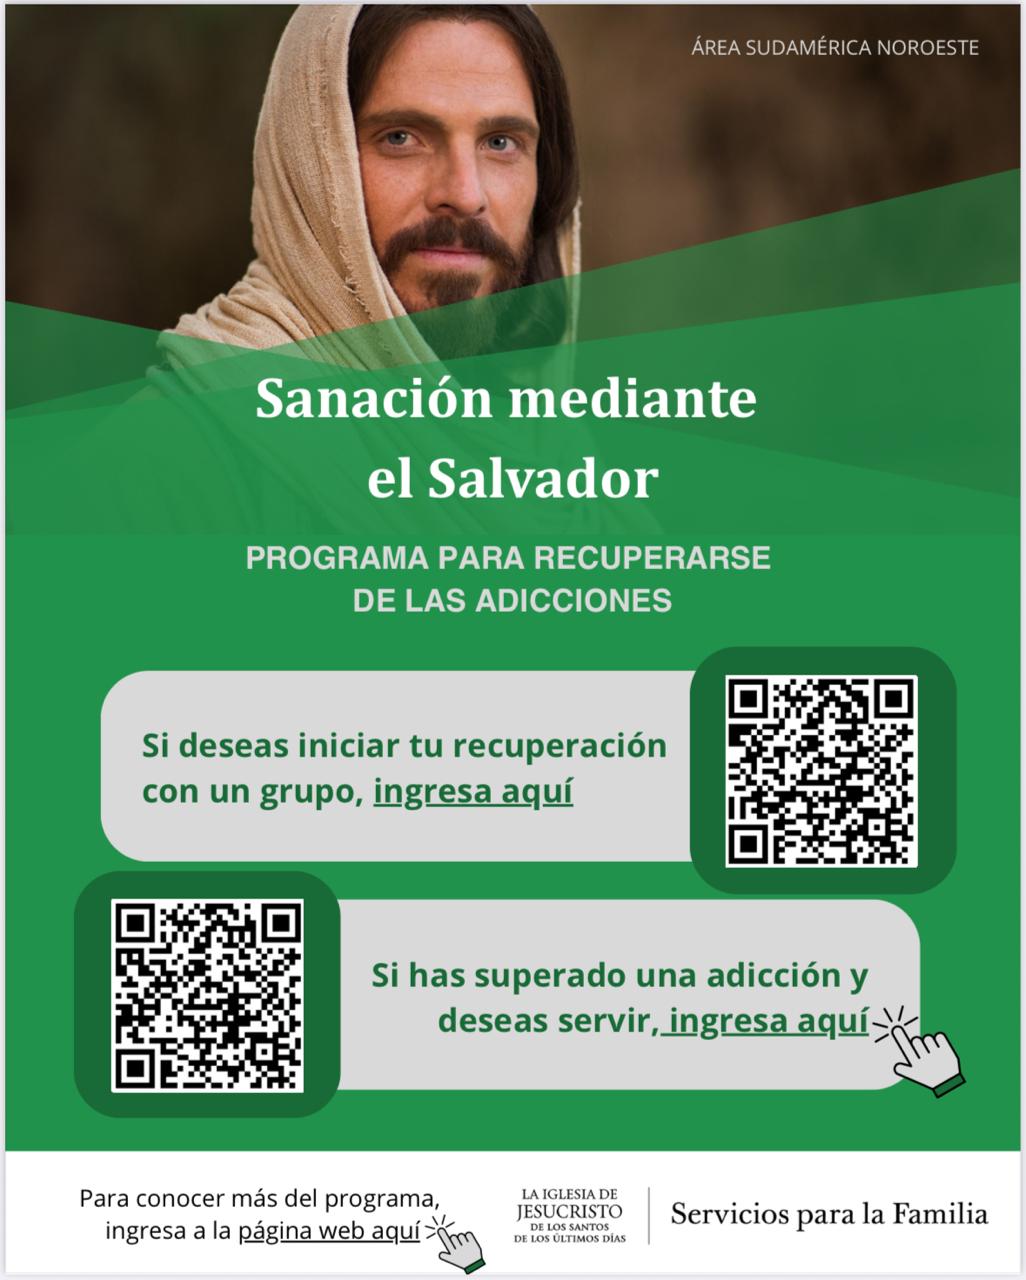 ÁREA SUDAMÉRICA NOROESTE
Sanación mediante
el Salvador
PROGRAMA PARA RECUPERARSE
DE LAS ADICCIONES
Si deseas iniciar tu recuperación
con un grupo, ingresa aquí
Si has superado una adicción y
deseas servir, ingresa aquí
Para conocer más del programa,
ingresa a la página web aquí
LA IGLESIA DE
JESUCRISTO
DE LOS SANTOS
DE LOS ÚLTIMOS DÍAS
Servicios para la Familia